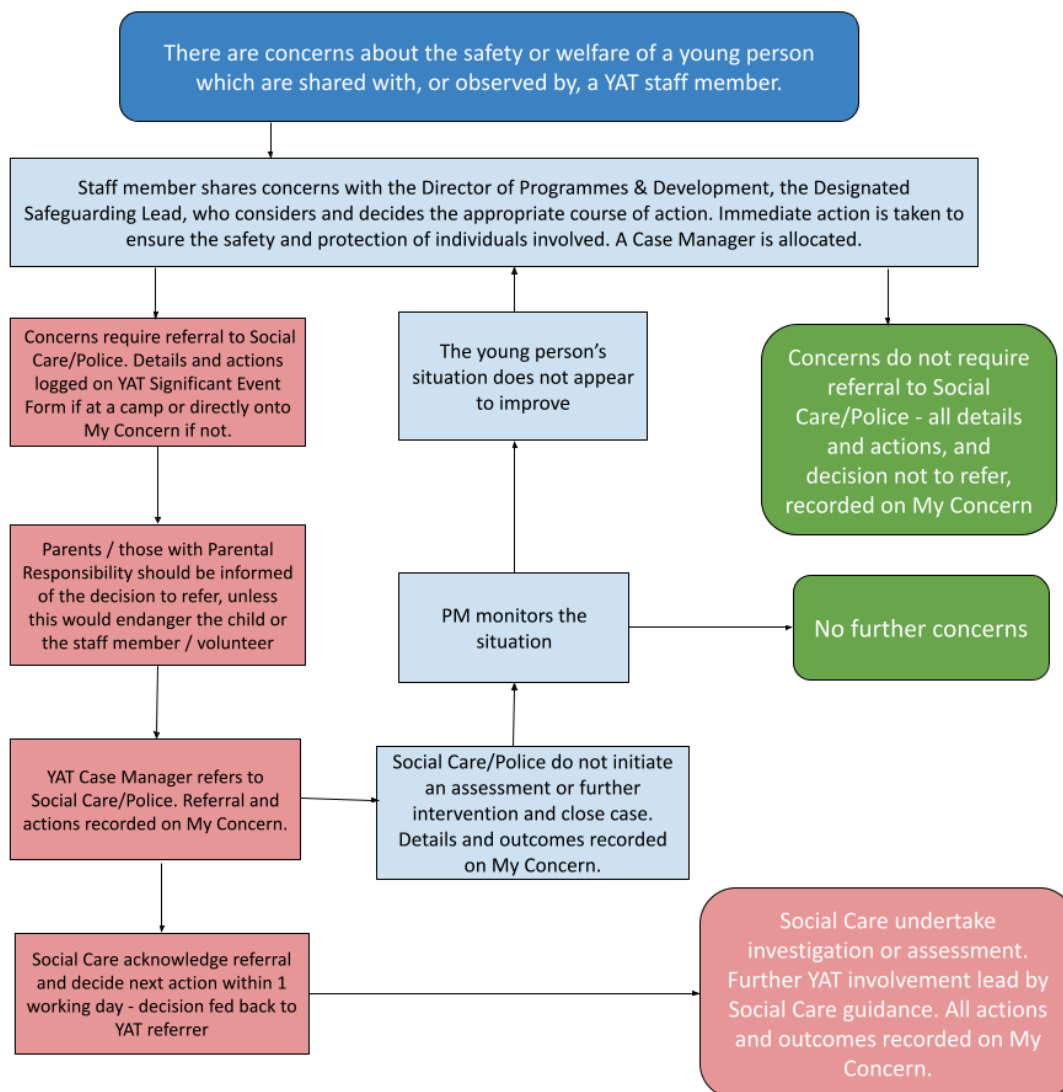 There are concerns about the safety or welfare of a young person
which are shared with, or observed by, a YAT staff member.
Staff member shares concerns with the Director of Programmes & Development, the Designated
Safeguarding Lead, who considers and decides the appropriate course of action. Immediate action is taken to
ensure the safety and protection of individuals involved. A Case Manager is allocated.
Concerns require referral to Social
Care/Police. Details and actions
logged on YAT Significant Event
Form if at a camp or directly onto
My Concern if not.
The young person's
situation does not appear
to improve
Concerns do not require
referral to Social
Care/Police - all details
and actions, and
decision not to refer,
recorded on My Concern
Parents / those with Parental
Responsibility should be informed
of the decision to refer, unless
this would endanger the child or
the staff member / volunteer
PM monitors the
situation
No further concerns
YAT Case Manager refers to
Social Care/Police. Referral and
actions recorded on My Concern.
Social Care/Police do not initiate
an assessment or further
intervention and close case.
Details and outcomes recorded
on My Concern.
Social Care acknowledge referral
and decide next action within 1
working day - decision fed back to
YAT referrer
Social Care undertake
investigation or assessment.
Further YAT involvement lead by
Social Care guidance. All actions
and outcomes recorded on My
Concern.